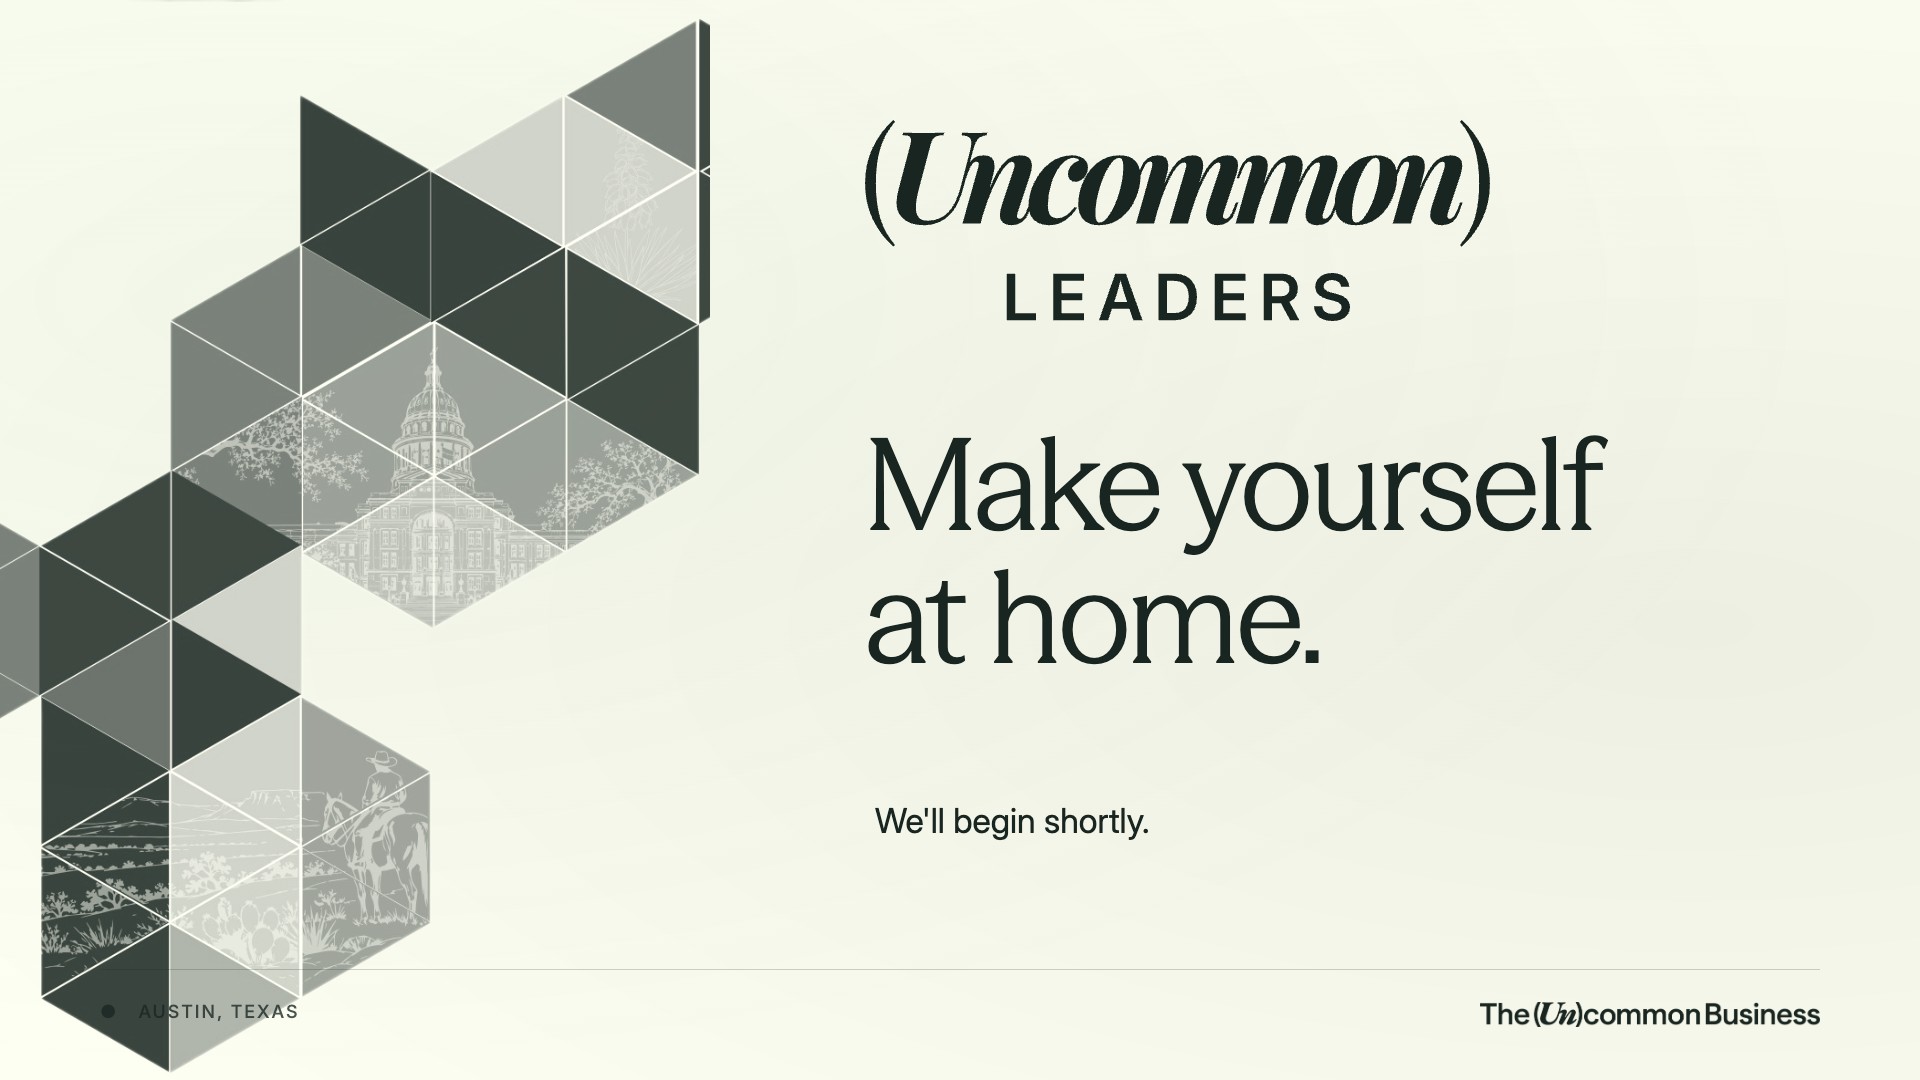 (Uncommon)
LEADERS
Make yourself
at home.
We'll begin shortly.
AUSTIN, TEXAS
The (Un)common Business